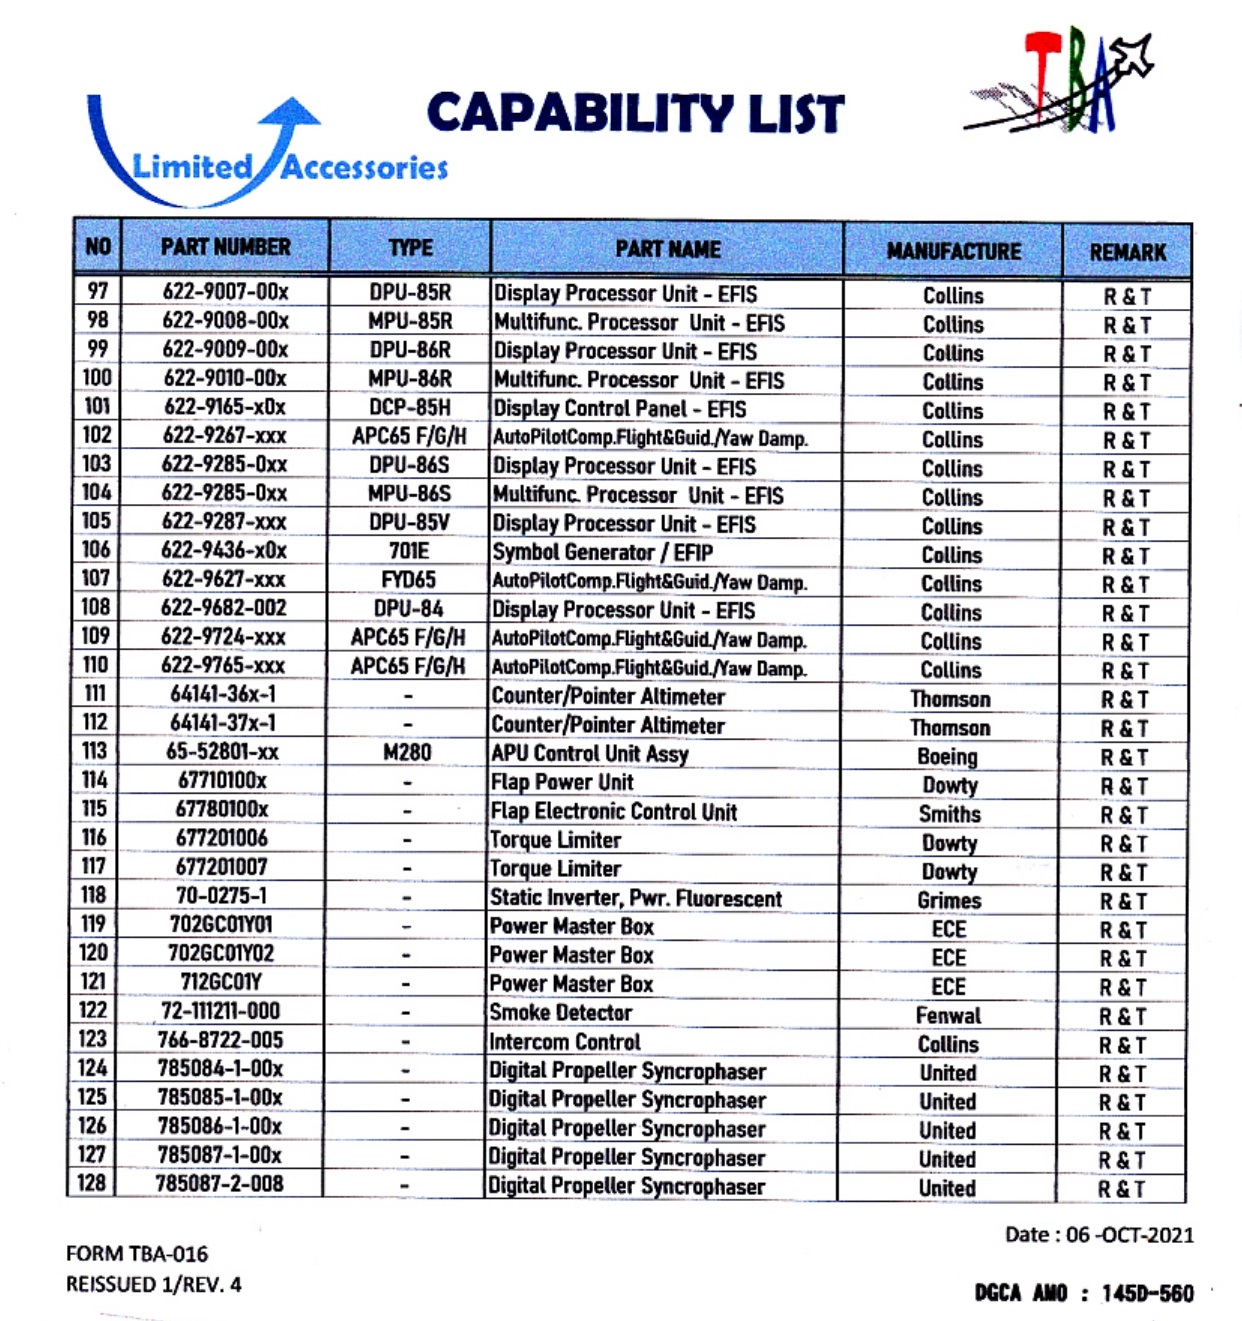 TBA
CAPABILITY LIST
Limited Accessories
NO PART NUMBER TYPE PART NAME MANUFACTURE REMARK
97 622-9007-00x DPU-85R Display Processor Unit - EFIS Collins R & T
98 622-9008-00x MPU-85R Multifunc. Processor Unit - EFIS Collins R & T
99 622-9009-00x DPU-86R Display Processor Unit - EFIS Collins R & T
100 622-9010-00x MPU-86R Multifunc. Processor Unit - EFIS Collins R & T
101 622-9165-x0x DCP-85H Display Control Panel - EFIS Collins R & T
102 622-9267-xxx APC65 F/G/H AutoPilotComp.Flight&Guid./Yaw Damp. Collins R & T
103 622-9285-0xx DPU-86S Display Processor Unit - EFIS Collins R & T
104 622-9285-0xx MPU-86S Multifunc. Processor Unit - EFIS Collins R & T
105 622-9287-xxx DPU-85V Display Processor Unit - EFIS Collins R & T
106 622-9436-x0x 701E Symbol Generator / EFIP Collins R & T
107 622-9627-xxx FYD65 AutoPilotComp.Flight&Guid./Yaw Damp. Collins R & T
108 622-9682-002 DPU-84 Display Processor Unit - EFIS Collins R & T
109 622-9724-xxx APC65 F/G/H AutoPilotComp.Flight&Guid./Yaw Damp. Collins R & T
110 622-9765-xxx APC65 F/G/H AutoPilotComp.Flight&Guid./Yaw Damp. Collins R & T
111 64141-36x-1 - Counter/Pointer Altimeter Thomson R & T
112 64141-37x-1 - Counter/Pointer Altimeter Thomson R & T
113 65-52801-xx M280 APU Control Unit Assy Boeing R & T
114 67710100x - Flap Power Unit Dowty R & T
115 67780100x - Flap Electronic Control Unit Smiths R & T
116 677201006 - Torque Limiter Dowty R & T
117 677201007 - Torque Limiter Dowty R & T
118 70-0275-1 - Static Inverter, Pwr. Fluorescent Grimes R & T
119 702GC01Y01 - Power Master Box ECE R & T
120 702GC01Y02 - Power Master Box ECE R & T
121 712GC01Y - Power Master Box ECE R & T
122 72-111211-000 - Smoke Detector Fenwal R & T
123 766-8722-005 - Intercom Control Collins R & T
124 785084-1-00x - Digital Propeller Syncrophaser United R & T
125 785085-1-00x - Digital Propeller Syncrophaser United R & T
126 785086-1-00x - Digital Propeller Syncrophaser United R & T
127 785087-1-00x - Digital Propeller Syncrophaser United R & T
128 785087-2-008 - Digital Propeller Syncrophaser United R & T
Date : 06 -OCT-2021
FORM TBA-016
REISSUED 1/REV. 4
DGCA AMO : 145D-560